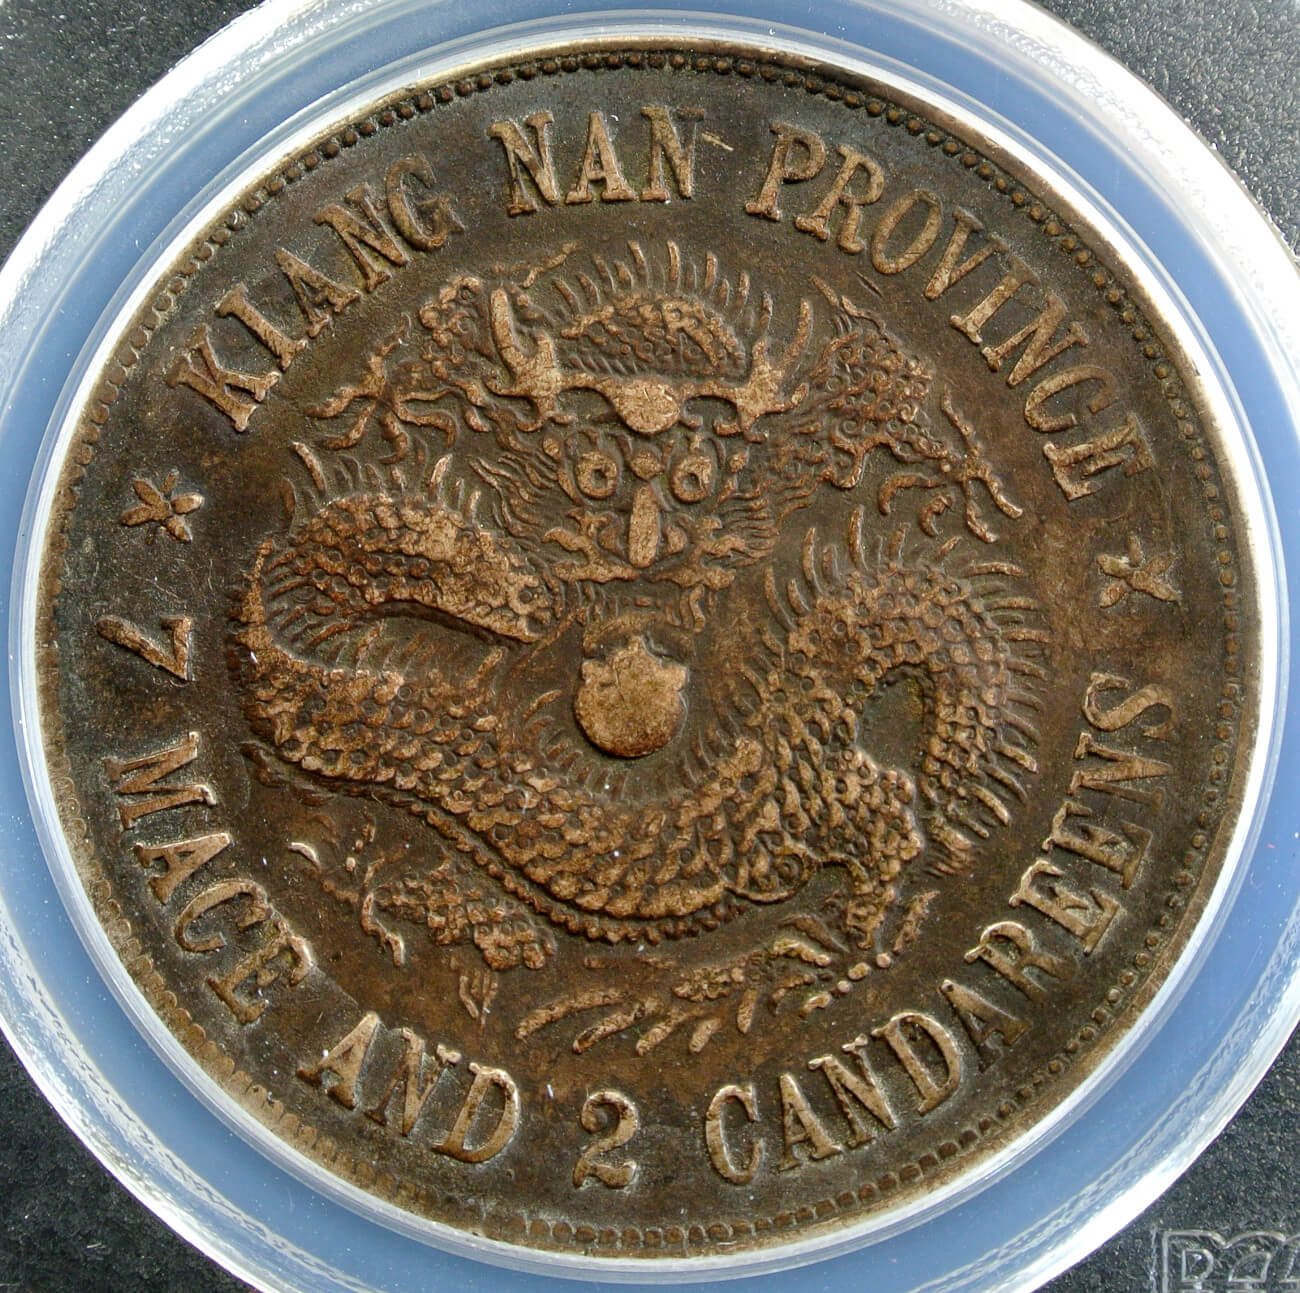 KIANG NAN PROVINCE
7 MACE AND 2 CANDAREENS